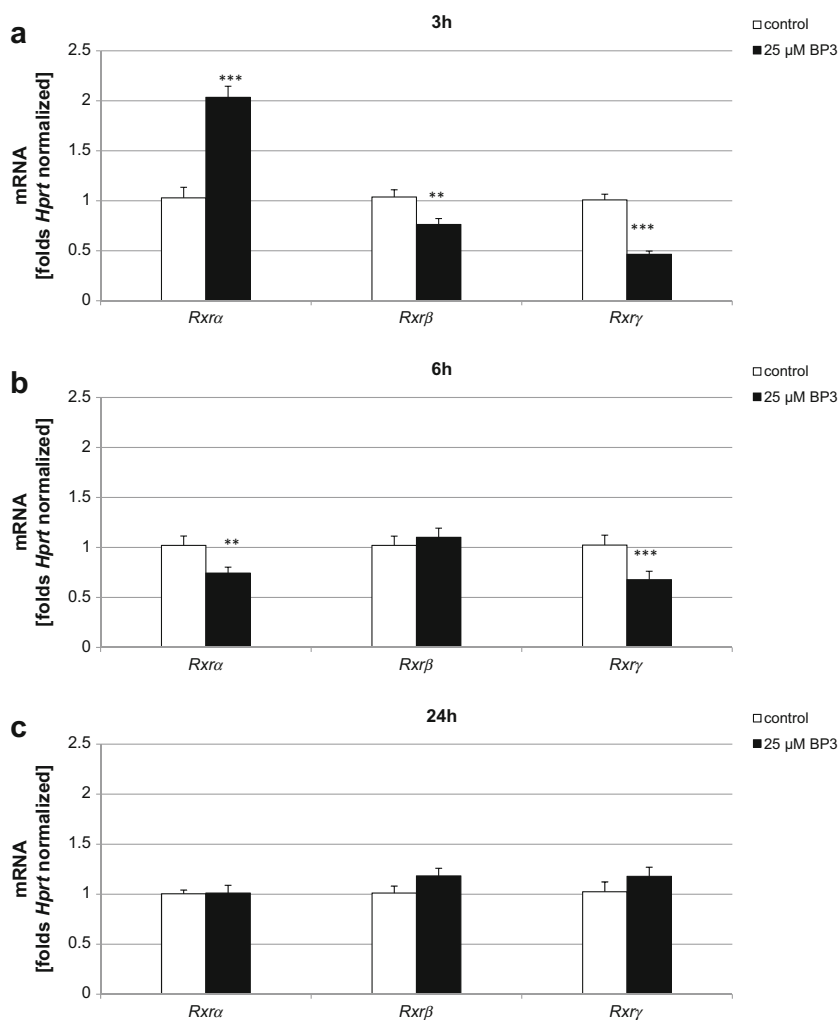 a
3h
control
25 μM BP3
mRNA
[folds Hprt normalized]
2.5
2
1.5
1
0.5
0
***
**
***
Rxrα
Rxrβ
Rxrγ
b
6h
control
25 μM BP3
mRNA
[folds Hprt normalized]
2.5
2
1.5
1
0.5
0
**
***
Rxrα
Rxrβ
Rxrγ
c
24h
control
25 μM BP3
mRNA
[folds Hprt normalized]
2.5
2
1.5
1
0.5
0
Rxrα
Rxrβ
Rxrγ